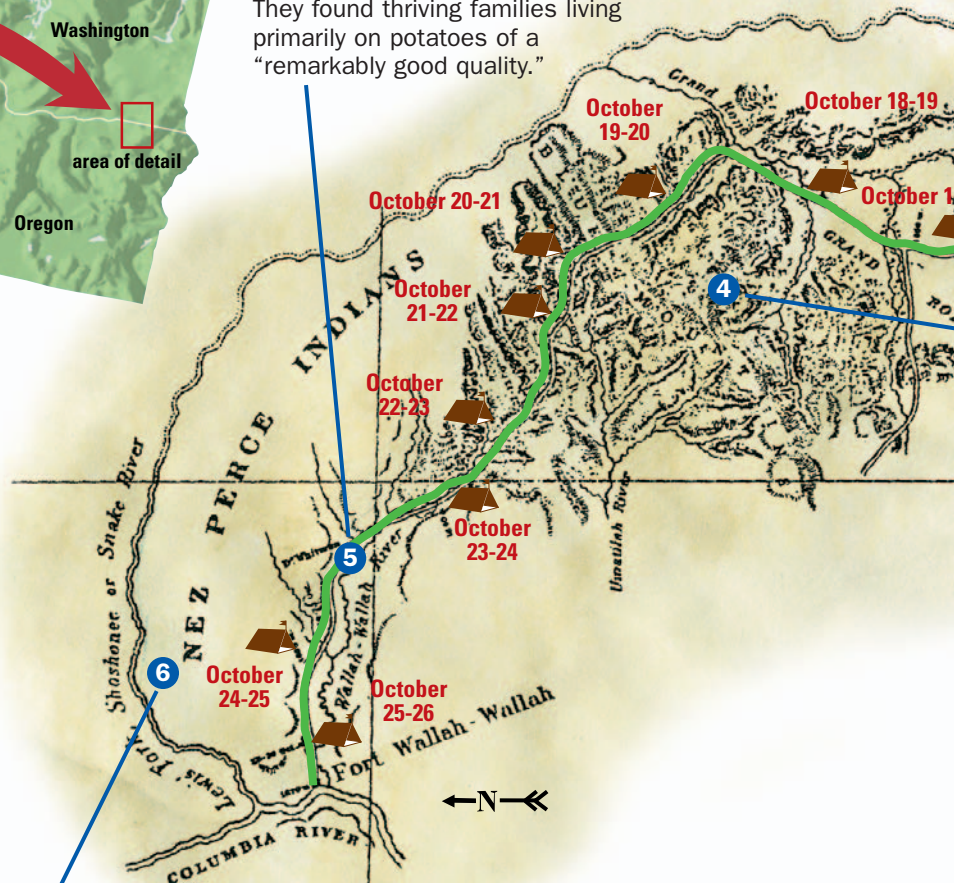 They found thriving families living
primarily on potatoes of a
“remarkably good quality.”
Washington
area of detail
Oregon
Grand
October 18-19
October
19-20
October 1
October 20-21
GRAND
4
INDIANS
October
21-22
October
22-23
PERCE
Shoshonee or Snake River
October
23-24
Umatilah River
5
River
NEZ
Wallah-Wallah
6
October
24-25
October
25-26
Fort Wallah-Wallah
Lewis' Fork
N
COLUMBIA RIVER